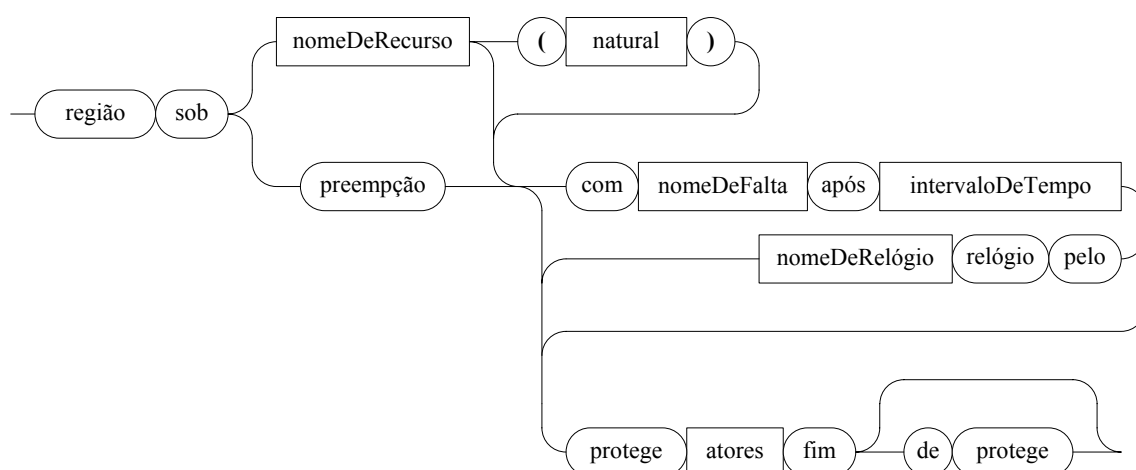 nomeDeRecurso ( natural )
região sob
preempção com nomeDeFalta após intervaloDeTempo
nomeDeRelógio relógio pelo
protege atores fim de protege